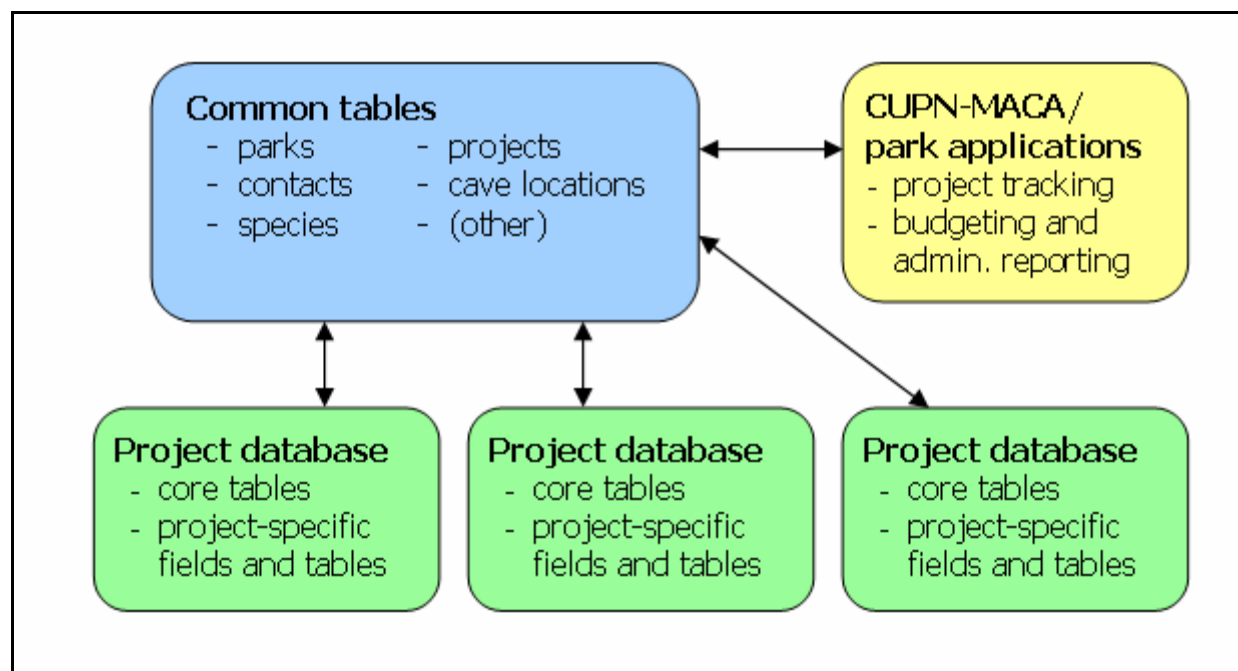 Common tables
- parks - projects
- contacts - cave locations
- species - (other)
CUPN-MACA/
park applications
- project tracking
- budgeting and
admin. reporting
Project database
- core tables
- project-specific
fields and tables
Project database
- core tables
- project-specific
fields and tables
Project database
- core tables
- project-specific
fields and tables